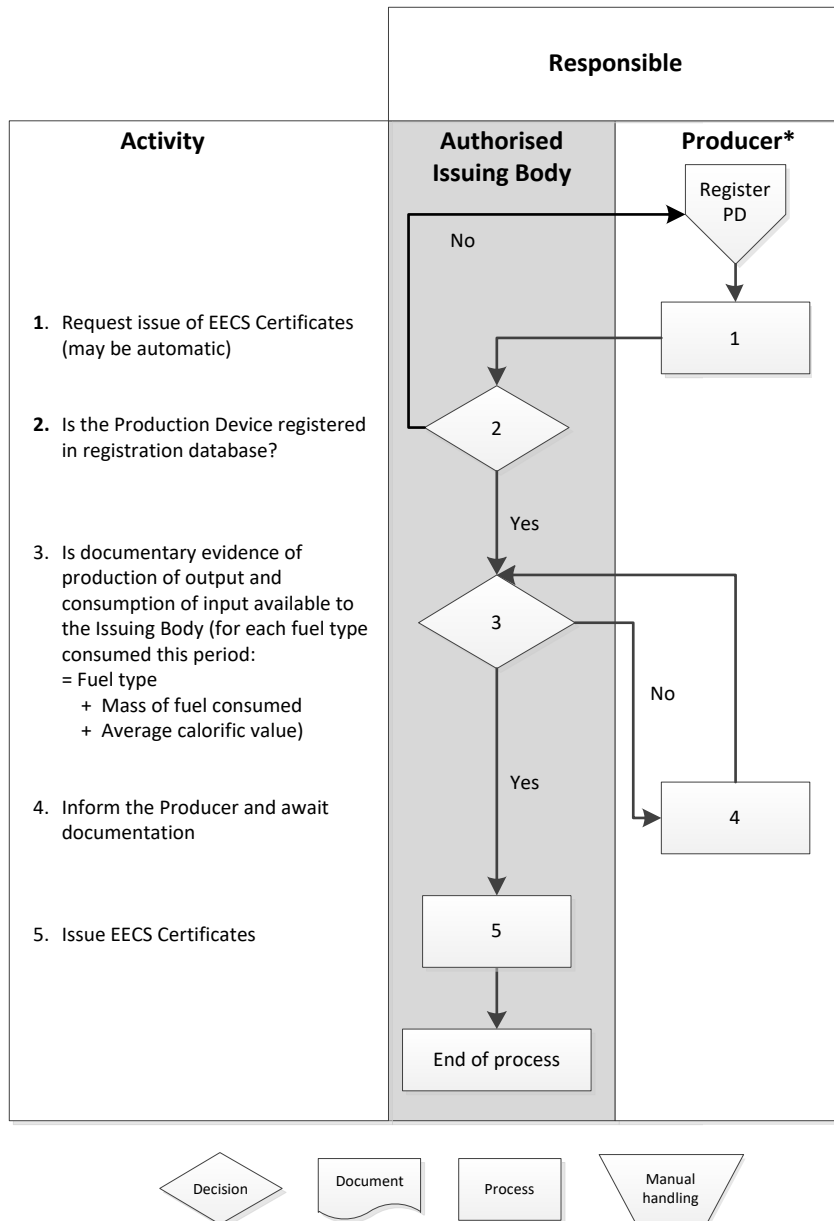 Responsible
Activity
Authorised
Issuing Body
Producer*
Register
PD
No
1. Request issue of EECS Certificates
(may be automatic)
1
2. Is the Production Device registered
in registration database?
2
Yes
3. Is documentary evidence of
production of output and
consumption of input available to
the Issuing Body (for each fuel type
consumed this period:
= Fuel type
+ Mass of fuel consumed
+ Average calorific value)
3
No
Yes
4. Inform the Producer and await
documentation
4
5. Issue EECS Certificates
5
End of process
Decision
Document
Process
Manual
handling